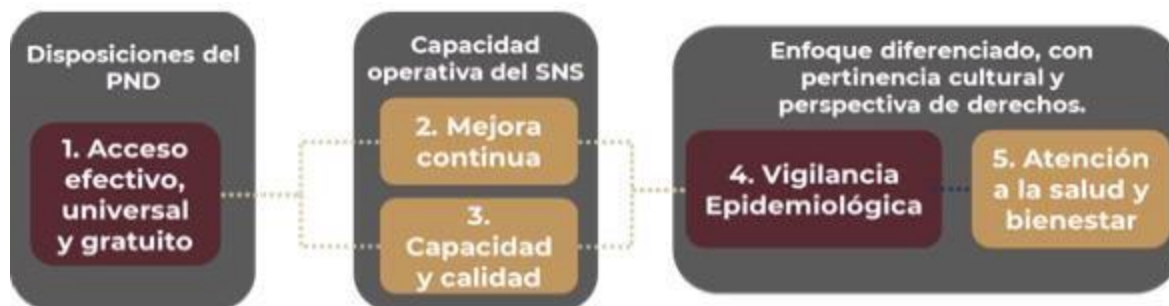 Disposiciones del
PND
1. Acceso
efectivo,
universal
y gratuito
Capacidad
operativa del SNS
2. Mejora
continua
3.
Capacidad
y calidad
Enfoque diferenciado, con
pertinencia cultural y
perspectiva de derechos.
4. Vigilancia
Epidemiológica
5. Atención
a la salud y
bienestar